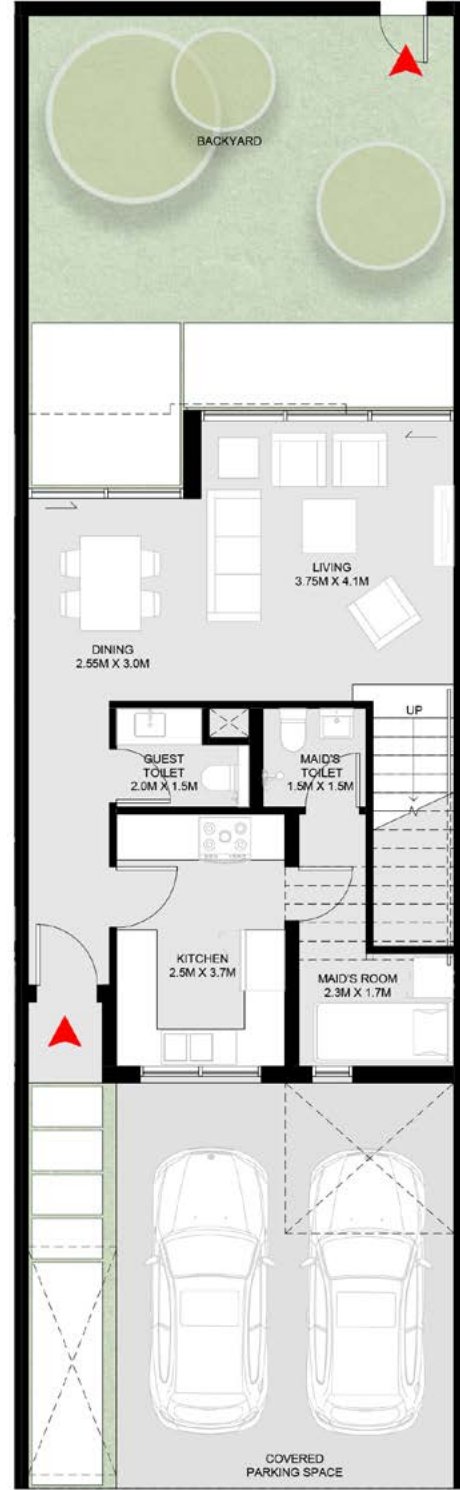 BACKYARD
LIVING
3.75M X 4.1M
DINING
2.55M X 3.0M
UP
GUEST
TOILET
2.0M X 1.5M
MAID'S
TOILET
1.5M X 1.5M
KITCHEN
2.5M X 3.7M
MAID'S ROOM
2.3M X 1.7M
COVERED
PARKING SPACE